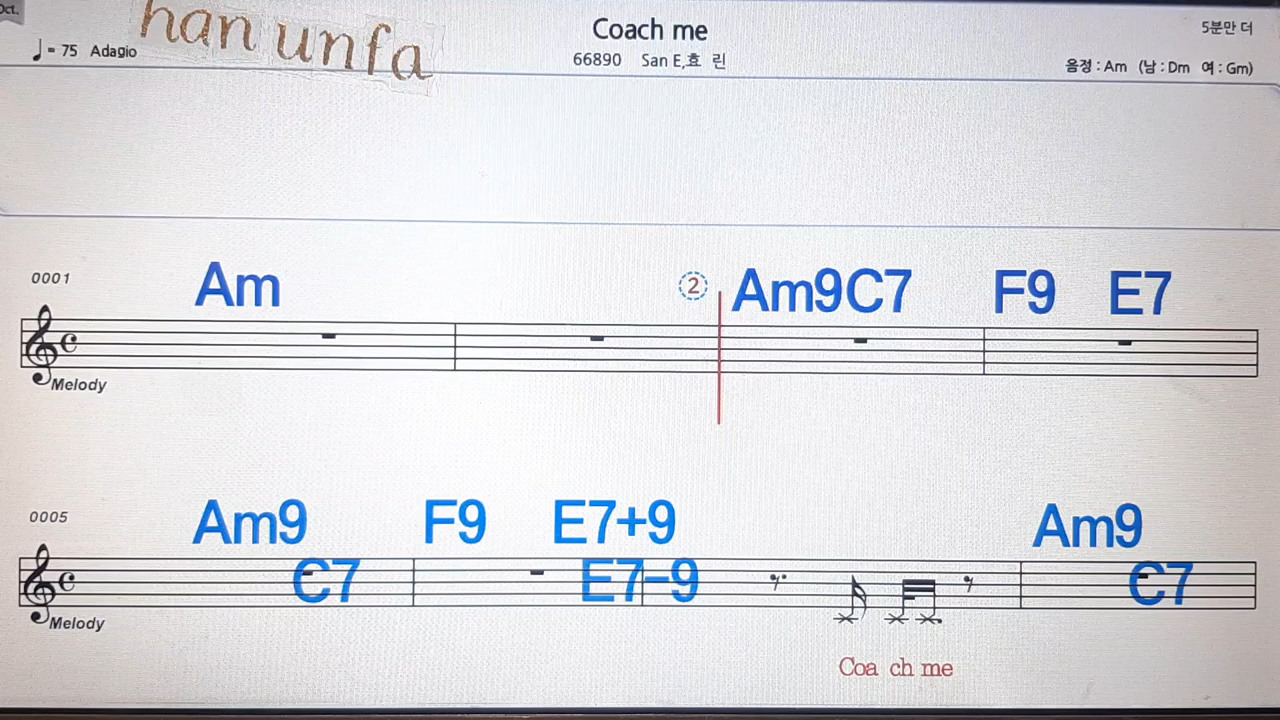 Oct.
han unfa
Coach me
5분만 더
♩= 75 Adagio
66890 San E,효 린
음정 : Am (남 : Dm 여 : Gm)
0001
Am
2
Am9 C7 F9 E7
Melody
0005
Am9 F9 E7+9 Am9
C7 E7-9 C7
Melody
Coa ch me